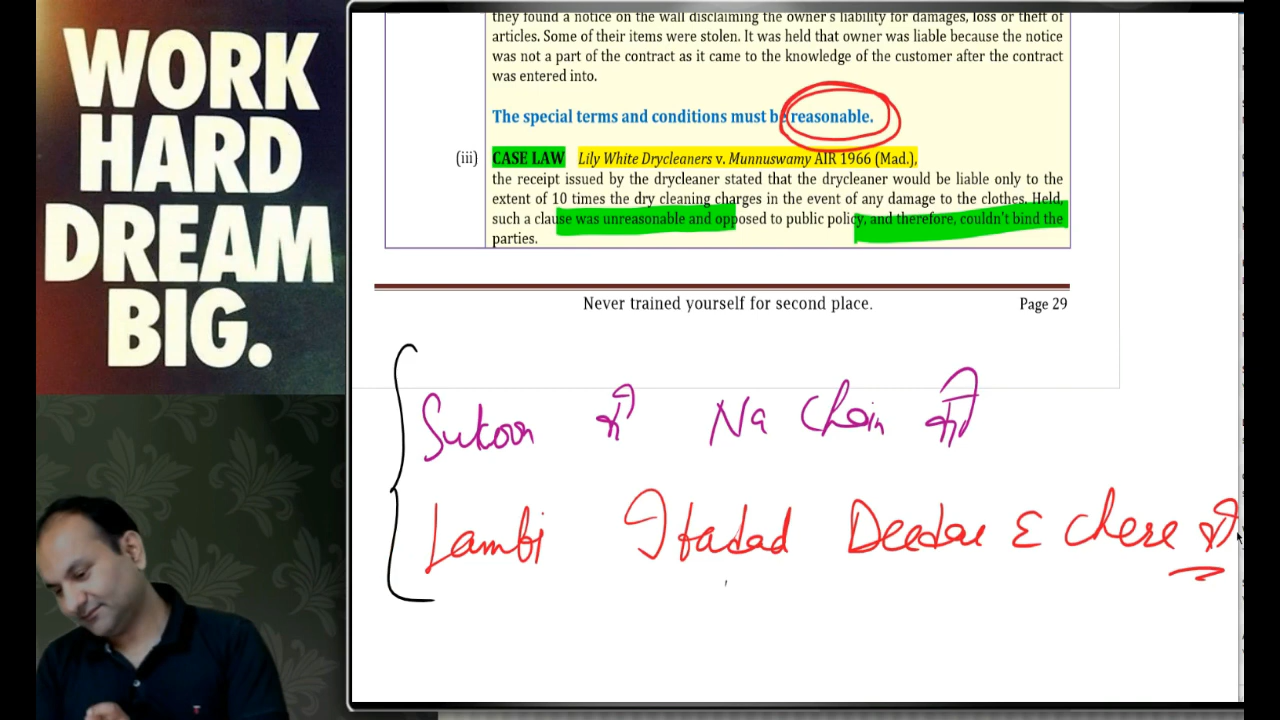 WORK
HARD
DREAM
BIG.
they found a notice on the wall disclaiming the owner's liability for damages, loss or theft of
articles. Some of their items were stolen. It was held that owner was liable because the notice
was not a part of the contract as it came to the knowledge of the customer after the contract
was entered into.
The special terms and conditions must be reasonable.
(iii) CASE LAW Lily White Drycleaners v. Munnuswamy AIR 1966 (Mad.),
the receipt issued by the drycleaner stated that the drycleaner would be liable only to the
extent of 10 times the dry cleaning charges in the event of any damage to the clothes. Held,
such a clause was unreasonable and opposed to public policy, and therefore, couldn't bind the
parties.
Never trained yourself for second place. Page 29
Sukoon Na Chain
Lambi Deedar E Chere